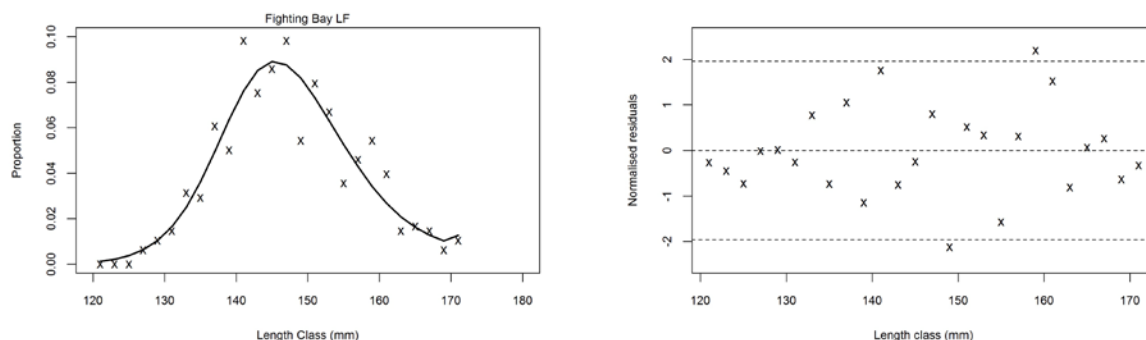 Fighting Bay LF
Proportion
0.10
0.08
0.06
0.04
0.02
0.00
120 130 140 150 160 170 180
Length Class (mm)
Normalised residuals
2
1
0
-1
-2
120 130 140 150 160 170
Length class (mm)